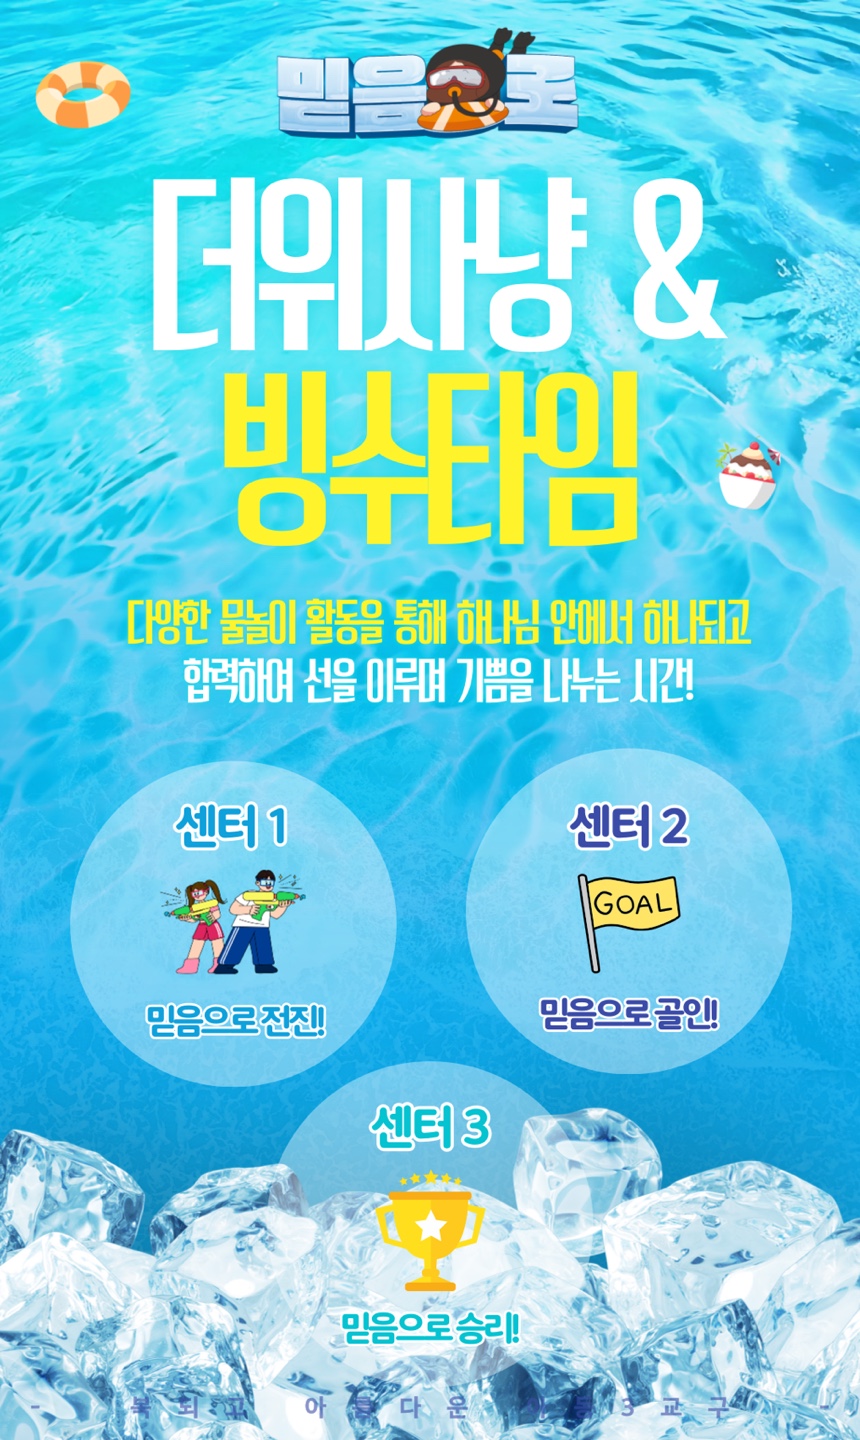 믿음으로
더위사냥 &
빙수타임
다양한 물놀이 활동을 통해 하나님 안에서 하나되고
합력하여 선을 이루며 기쁨을 나누는 시간!
센터 1
센터 2
GOAL
믿음으로 전진!
믿음으로 골인!
센터 3
믿음으로 승리!
- 복되고 아름다운 3교구 -